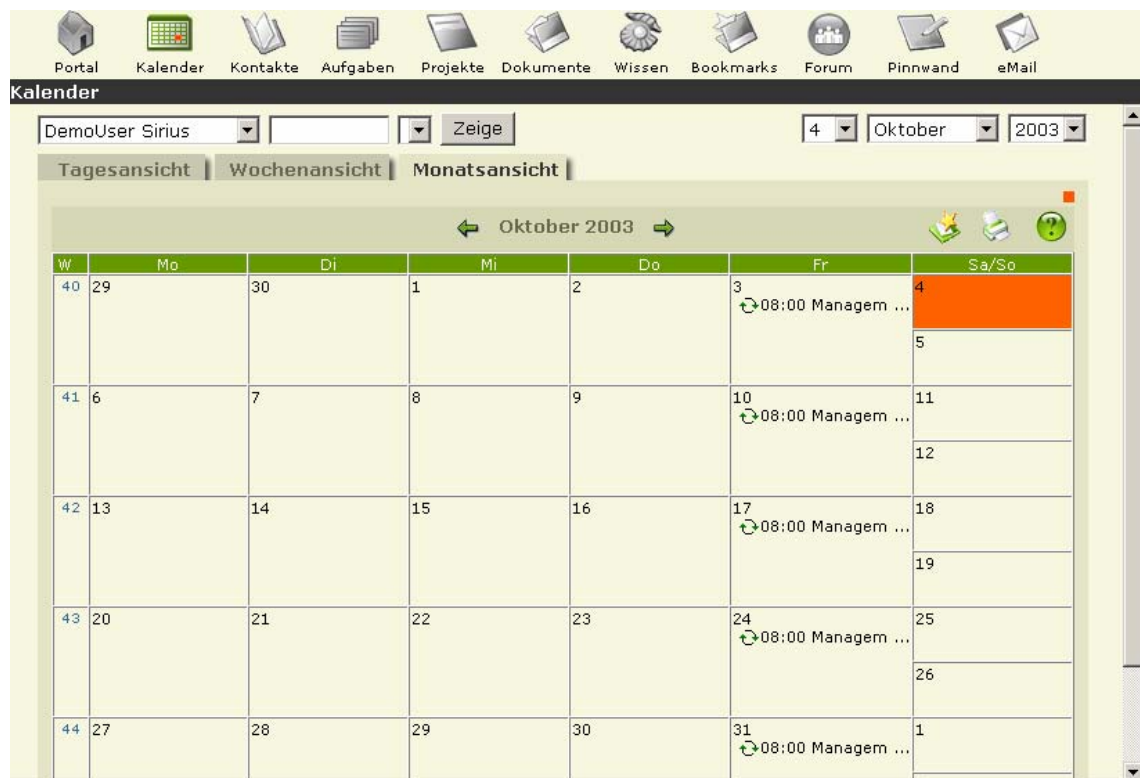 Portal Kalender Kontakte Aufgaben Projekte Dokumente Wissen Bookmarks Forum Pinnwand eMail
Kalender
DemoUser Sirius Zeige 4 Oktober 2003
Tagesansicht Wochenansicht Monatsansicht
Oktober 2003 ?
W Mo Di Mi Do Fr Sa/So
40 29 30 1 2 3 4
08:00 Managem ...
5
41 6 7 8 9 10 11
08:00 Managem ...
12
42 13 14 15 16 17 18
08:00 Managem ...
19
43 20 21 22 23 24 25
08:00 Managem ...
26
44 27 28 29 30 31 1
08:00 Managem ...